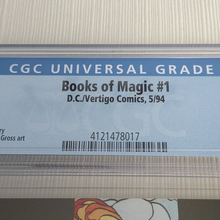 CGC UNIVERSAL GRADE
Books of Magic #1
D.C./Vertigo Comics, 5/94
Gross art
4121478017